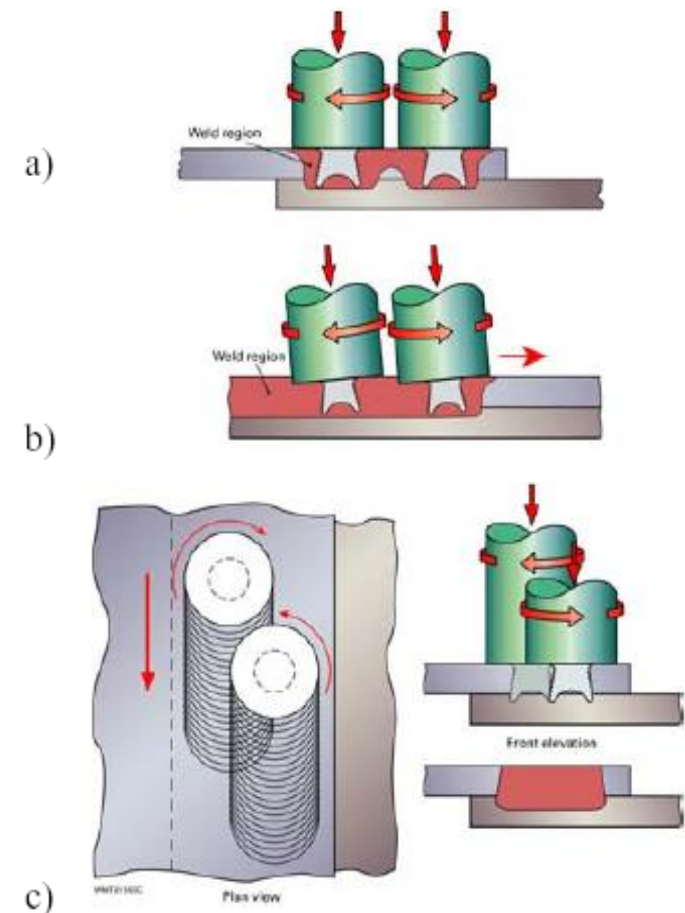 a)
Weld region
b)
Weld region
Front elevation
c)
Plan view